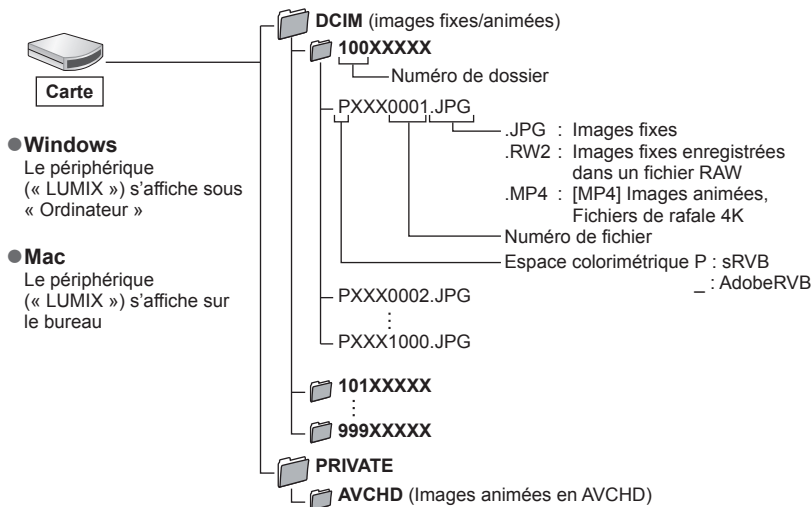 DCIM (images fixes/animées)
100XXXXX
Numéro de dossier
Carte
PXXX0001.JPG
.JPG : Images fixes
.RW2 : Images fixes enregistrées
dans un fichier RAW
.MP4 : [MP4] Images animées,
Fichiers de rafale 4K
Numéro de fichier
Espace colorimétrique P : sRVB
_ : AdobeRVB
PXXX0002.JPG
PXXX1000.JPG
101XXXXX
999XXXXX
PRIVATE
AVCHD (Images animées en AVCHD)
●Windows
Le périphérique
(« LUMIX ») s’affiche sous
« Ordinateur »
●Mac
Le périphérique
(« LUMIX ») s’affiche sur
le bureau